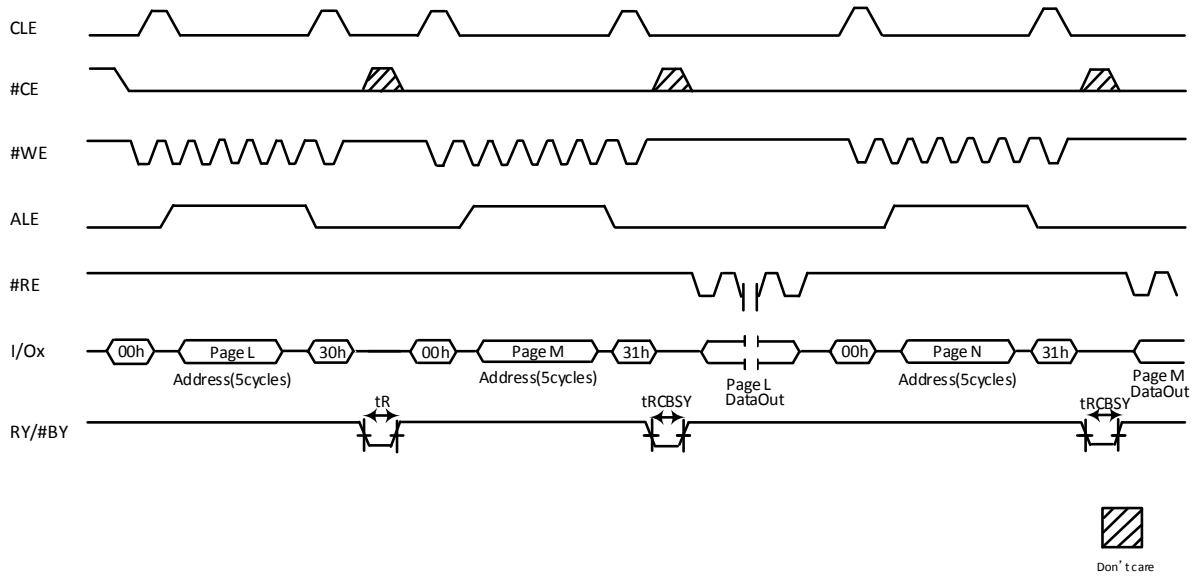 CLE
#CE
#WE
ALE
#RE
I/Ox
00h
Page L
30h
00h
Page M
31h
00h
Page N
31h
Address(5cycles)
Address(5cycles)
Page L
DataOut
Address(5cycles)
Page M
DataOut
tR
tRCBSY
tRCBSY
RY/#BY
Don't care